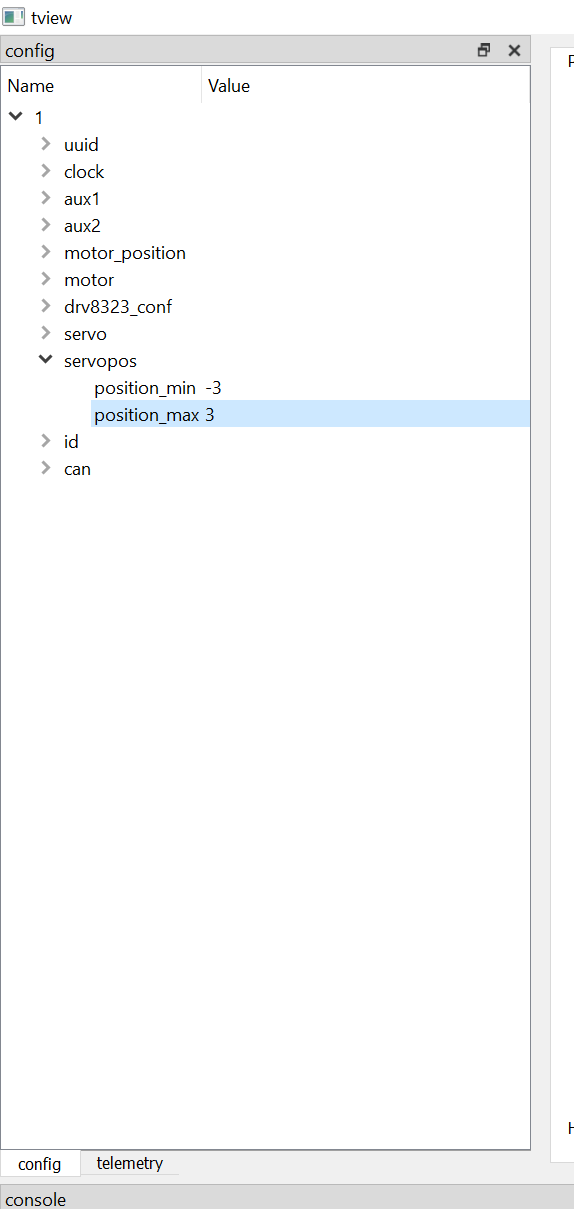 tview
config
Name Value
1
uuid
clock
aux1
aux2
motor_position
motor
drv8323_conf
servo
servopos
position_min -3
position_max 3
id
can
config telemetry
console